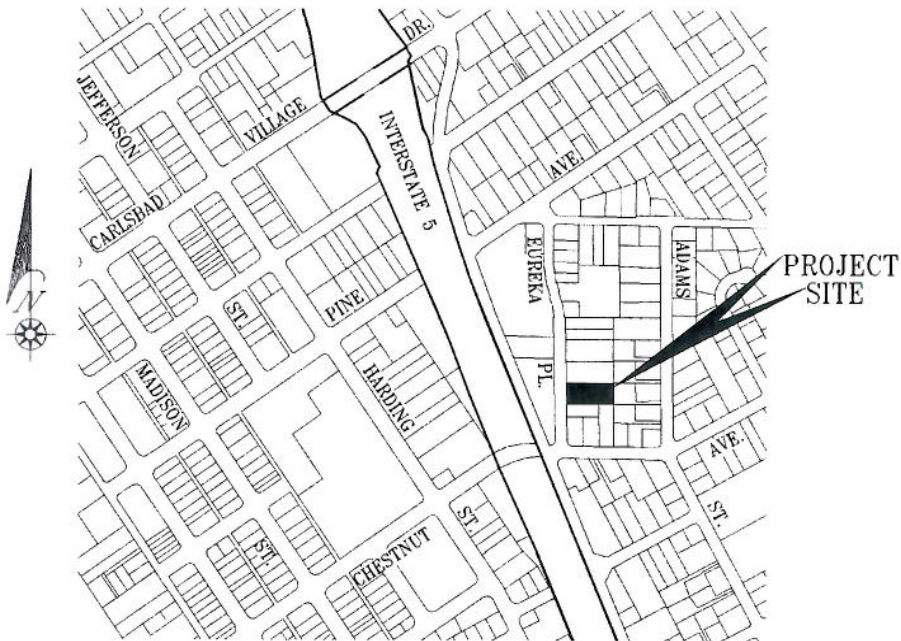 JEFFERSON
ST.
CARLSBAD
VILLAGE
DR.
INTERSTATE 5
PINE
AVE.
MADISON
ST.
HARDING
ST.
CHESTNUT
AVE.
EUREKA
PL.
ADAMS
ST.
PROJECT
SITE
N